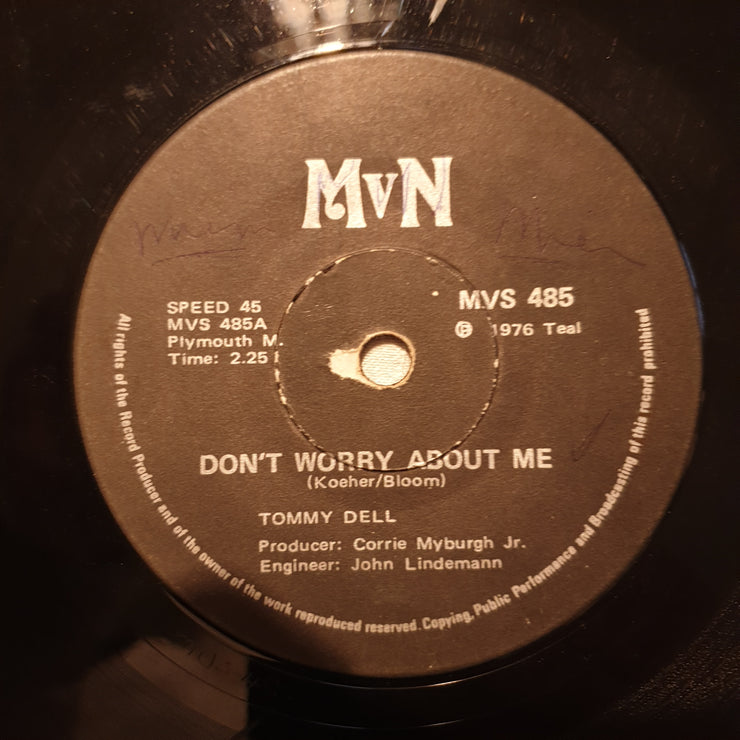 MvN
SPEED 45
MVS 485A
Plymouth M.
Time: 2.25
MVS 485
Ⓟ 1976 Teal
DON'T WORRY ABOUT ME
(Koeher/Bloom)
TOMMY DELL
Producer: Corrie Myburgh Jr.
Engineer: John Lindemann
All rights of the Record Producer and of the owner of the work reproduced reserved. Copying, Public Performance and Broadcasting of this record prohibited